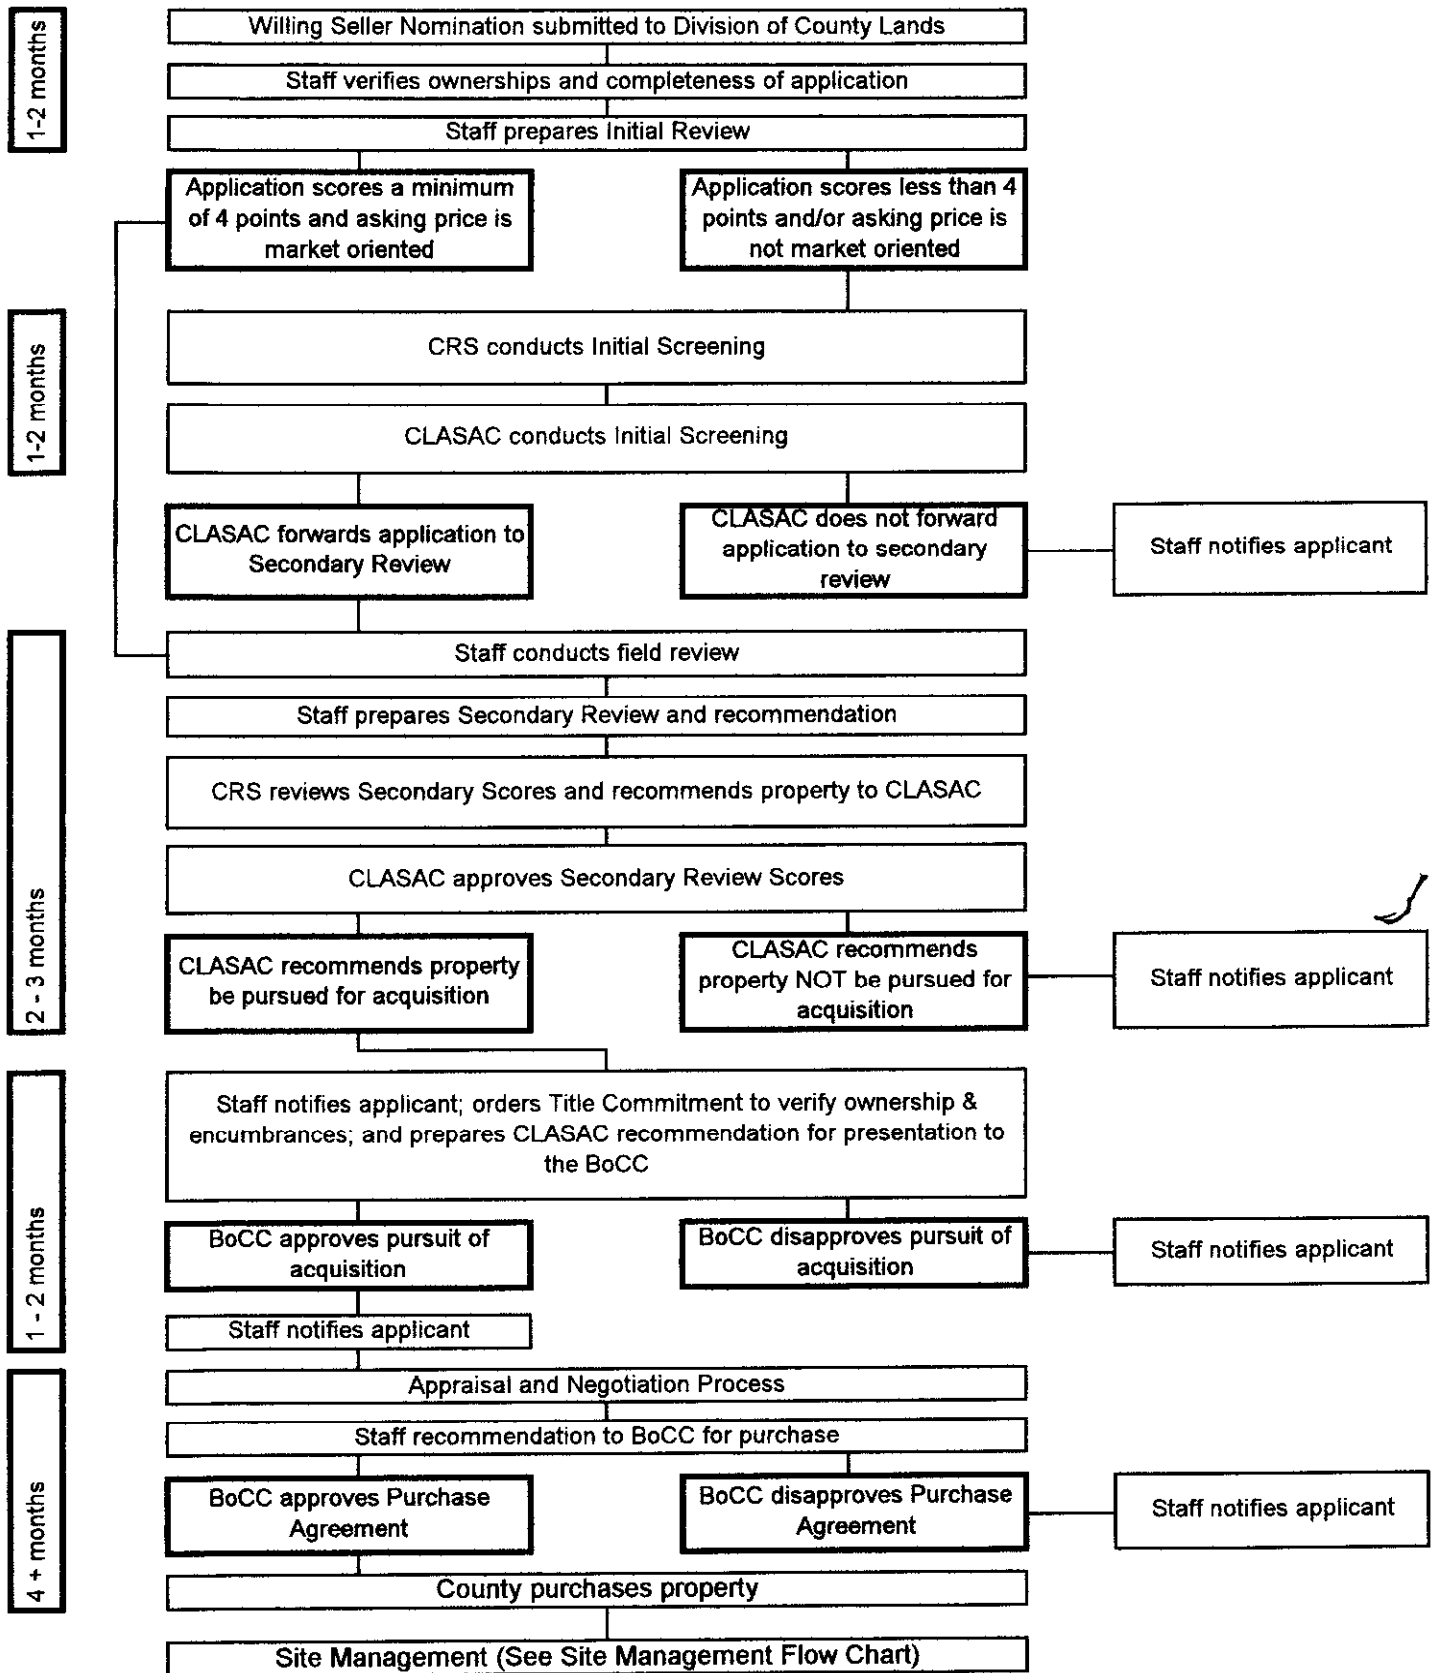 1-2 months
Willing Seller Nomination submitted to Division of County Lands
Staff verifies ownerships and completeness of application
Staff prepares Initial Review
Application scores a minimum
of 4 points and asking price is
market oriented
Application scores less than 4
points and/or asking price is
not market oriented
1-2 months
CRS conducts Initial Screening
CLASAC conducts Initial Screening
CLASAC forwards application to
Secondary Review
CLASAC does not forward
application to secondary
review
Staff notifies applicant
2 - 3 months
Staff conducts field review
Staff prepares Secondary Review and recommendation
CRS reviews Secondary Scores and recommends property to CLASAC
CLASAC approves Secondary Review Scores
CLASAC recommends property
be pursued for acquisition
CLASAC recommends
property NOT be pursued for
acquisition
Staff notifies applicant
1 - 2 months
Staff notifies applicant; orders Title Commitment to verify ownership &
encumbrances; and prepares CLASAC recommendation for presentation to
the BoCC
BoCC approves pursuit of
acquisition
BoCC disapproves pursuit of
acquisition
Staff notifies applicant
Staff notifies applicant
4 + months
Appraisal and Negotiation Process
Staff recommendation to BoCC for purchase
BoCC approves Purchase
Agreement
BoCC disapproves Purchase
Agreement
Staff notifies applicant
County purchases property
Site Management (See Site Management Flow Chart)